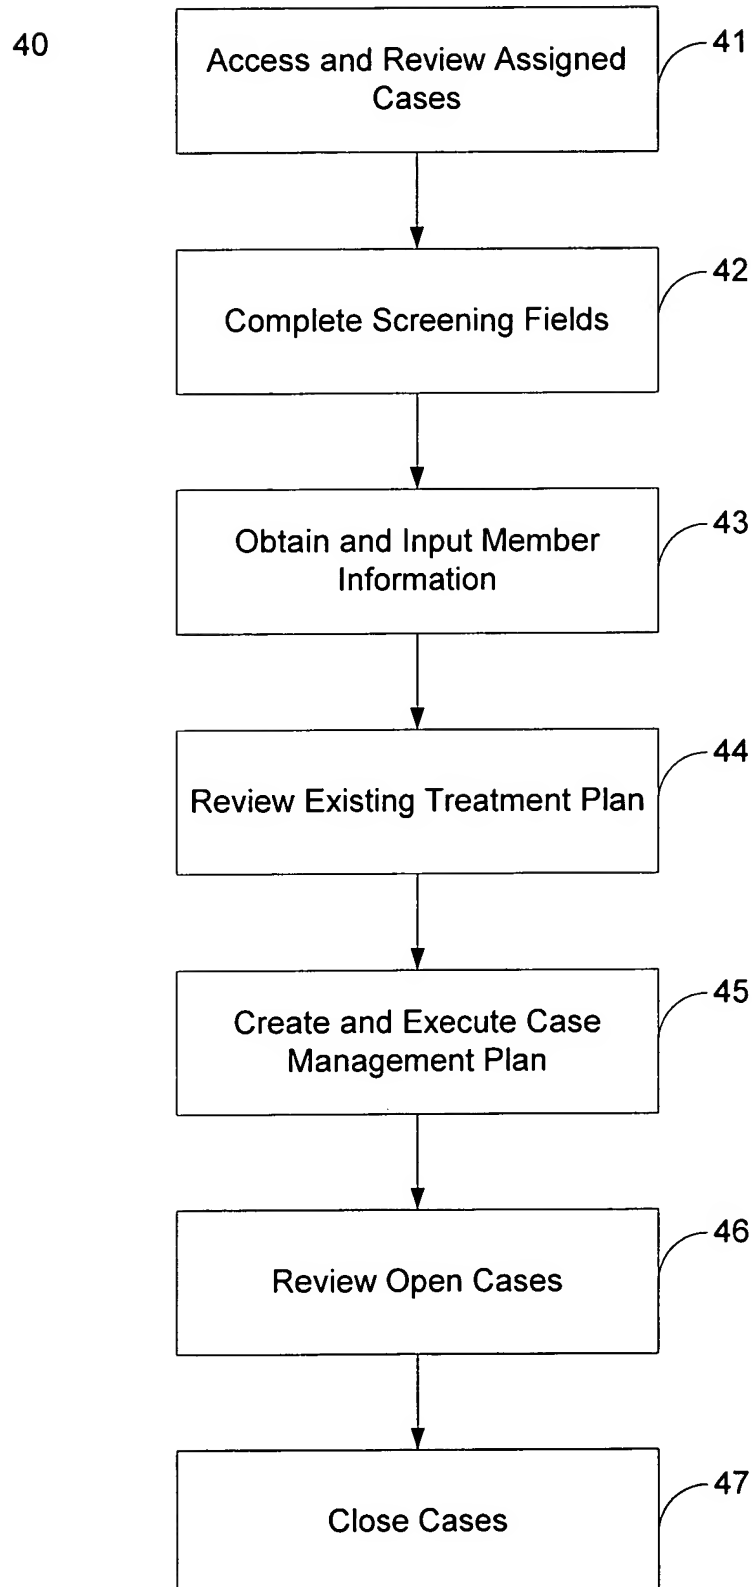 40
Access and Review Assigned
Cases
41
Complete Screening Fields
42
Obtain and Input Member
Information
43
Review Existing Treatment Plan
44
Create and Execute Case
Management Plan
45
Review Open Cases
46
Close Cases
47